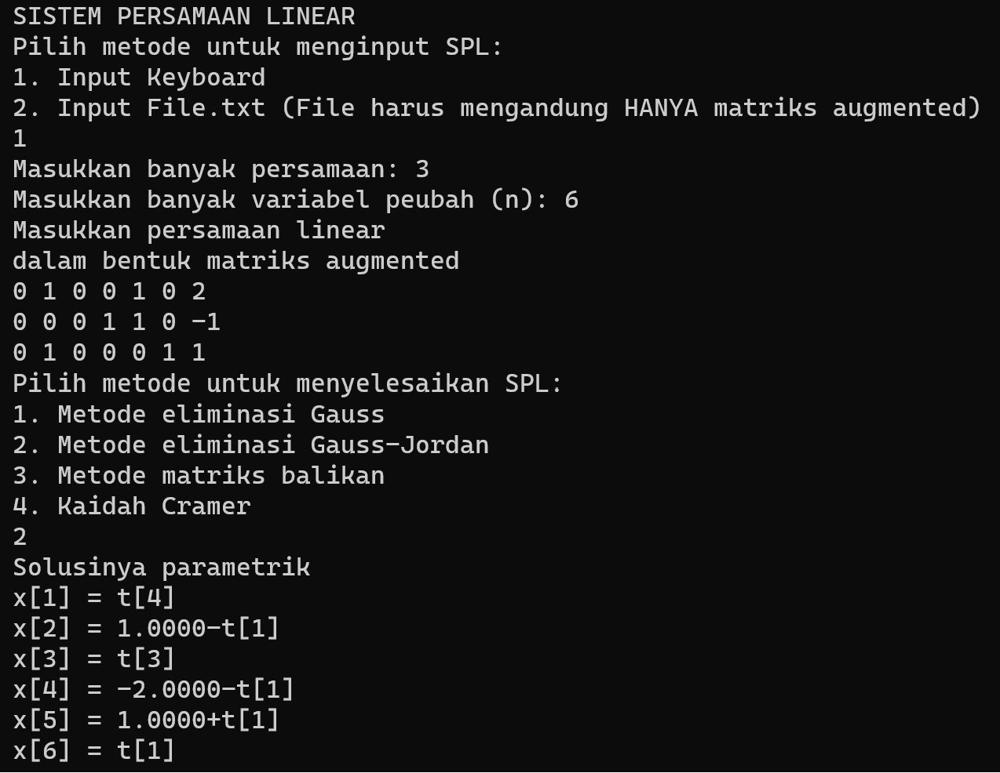 SISTEM PERSAMAAN LINEAR
Pilih metode untuk menginput SPL:
1. Input Keyboard
2. Input File.txt (File harus mengandung HANYA matriks augmented)
1
Masukkan banyak persamaan: 3
Masukkan banyak variabel peubah (n): 6
Masukkan persamaan linear
dalam bentuk matriks augmented
0 1 0 0 1 0 2
0 0 0 1 1 0 -1
0 1 0 0 0 1 1
Pilih metode untuk menyelesaikan SPL:
1. Metode eliminasi Gauss
2. Metode eliminasi Gauss-Jordan
3. Metode matriks balikan
4. Kaidah Cramer
2
Solusinya parametrik
x[1] = t[4]
x[2] = 1.0000-t[1]
x[3] = t[3]
x[4] = -2.0000-t[1]
x[5] = 1.0000+t[1]
x[6] = t[1]